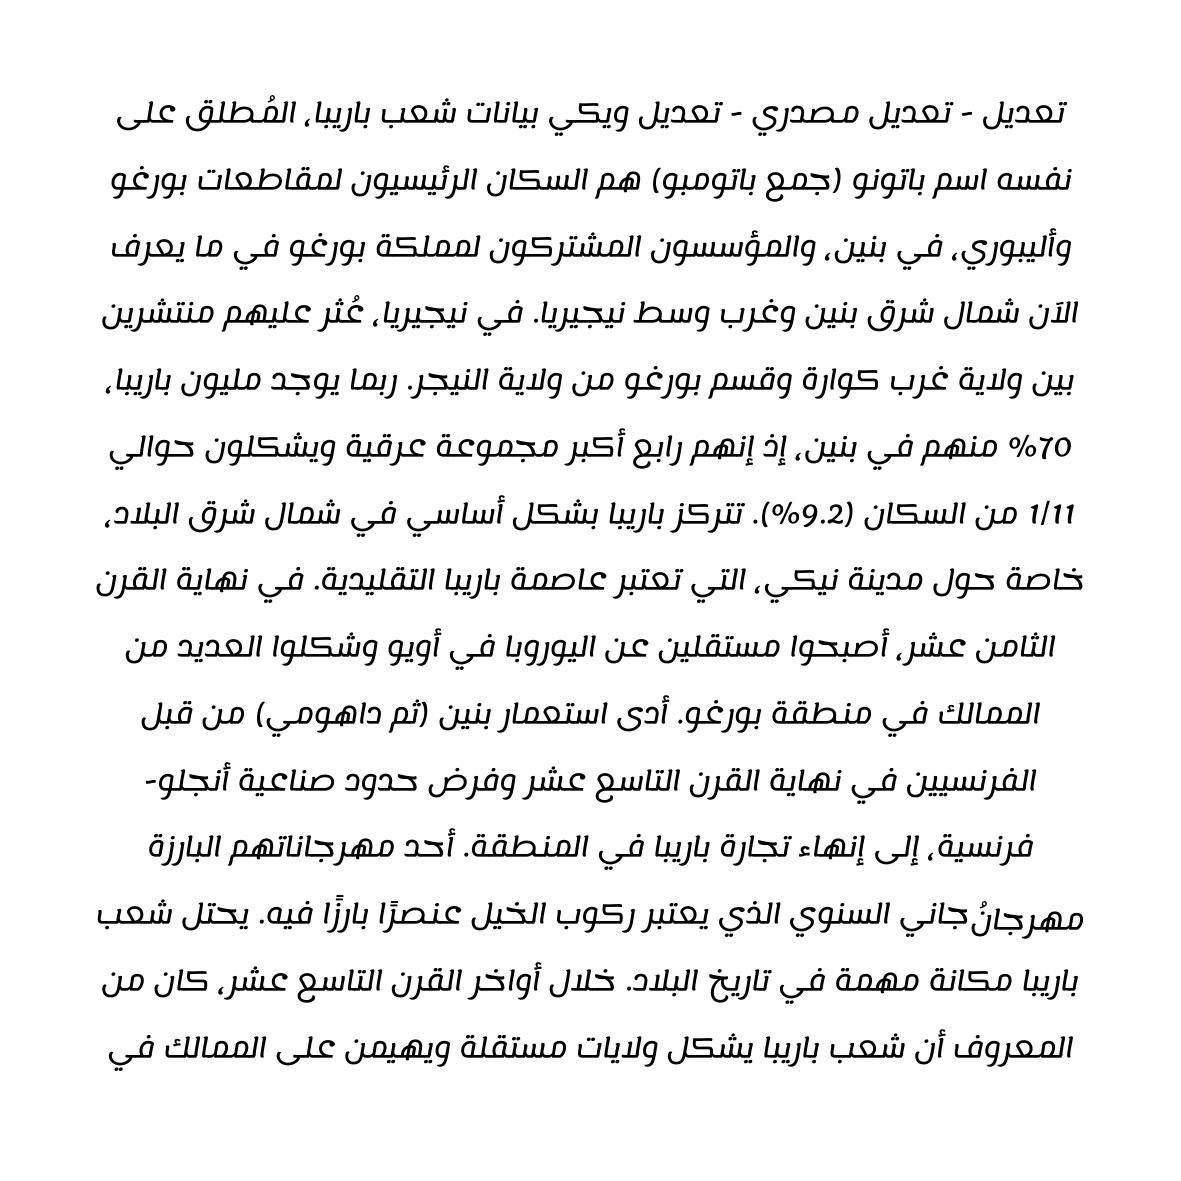 تعديل - تعديل مصدري - تعديل ويكي بيانات شعب باريبا، المُطلق على
نفسه اسم باتونو (جمع باتومبو) هم السكان الرئيسيون لمقاطعات بورغو
وأليبوري، في بنين، والمؤسسون المشتركون لمملكة بورغو في ما يعرف
الآن شمال شرق بنين وغرب وسط نيجيريا. في نيجيريا، عُثر عليهم منتشرين
بين ولاية غرب كوارة وقسم بورغو من ولاية النيجر. ربما يوجد مليون باريبا،
70% منهم في بنين، إذ إنهم رابع أكبر مجموعة عرقية ويشكلون حوالي
1/11 من السكان (9.2%). تتركز باريبا بشكل أساسي في شمال شرق البلاد،
خاصة حول مدينة نيكي، التي تعتبر عاصمة باريبا التقليدية. في نهاية القرن
الثامن عشر، أصبحوا مستقلين عن اليوروبا في أويو وشكلوا العديد من
الممالك في منطقة بورغو. أدى استعمار بنين (ثم داهومي) من قبل
الفرنسيين في نهاية القرن التاسع عشر وفرض حدود صناعية أنجلو-
فرنسية، إلى إنهاء تجارة باريبا في المنطقة. أحد مهرجاناتهم البارزة
مهرجانُ جاني السنوي الذي يعتبر ركوب الخيل عنصرًا بارزًا فيه. يحتل شعب
باريبا مكانة مهمة في تاريخ البلاد. خلال أواخر القرن التاسع عشر، كان من
المعروف أن شعب باريبا يشكل ولايات مستقلة ويهيمن على الممالك في